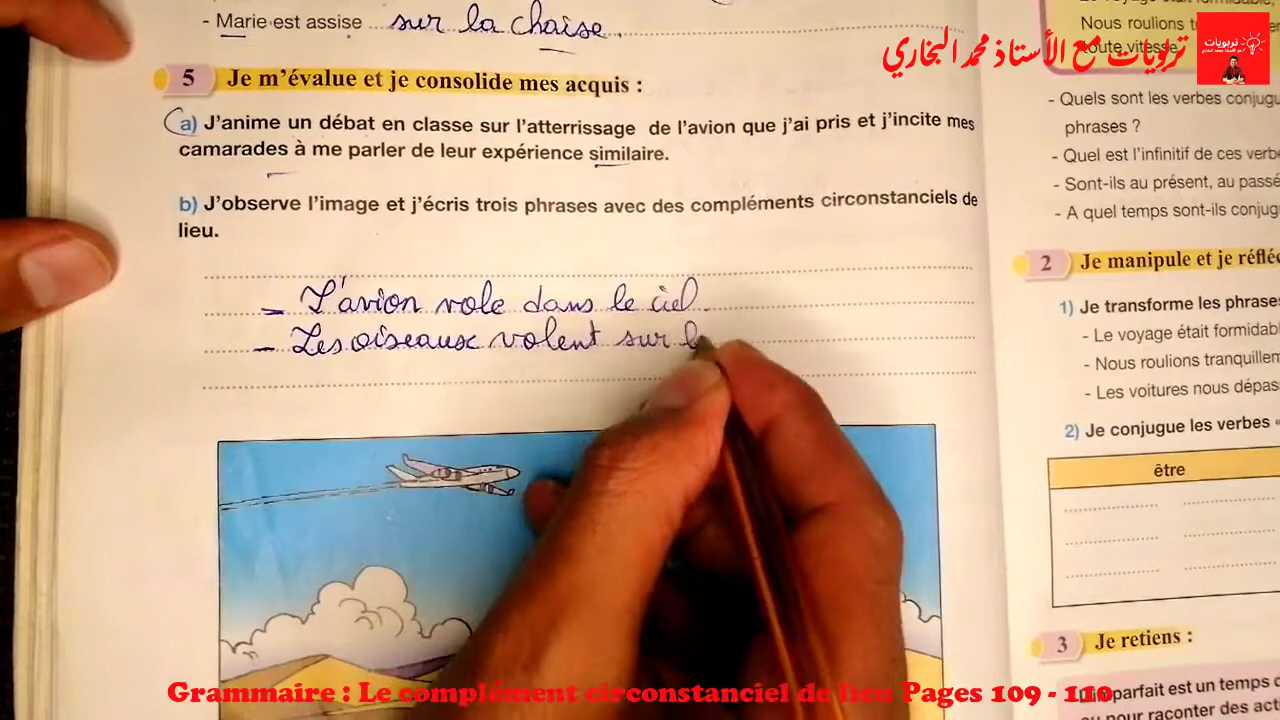 - Marie est assise sur la chaise.
5 Je m'évalue et je consolide mes acquis :
a) J'anime un débat en classe sur l'atterrissage de l'avion que j'ai pris et j'incite mes
camarades à me parler de leur expérience similaire.
b) J'observe l'image et j'écris trois phrases avec des compléments circonstanciels de
lieu.
- L'avion vole dans le ciel.
- Les oiseaux volent sur l
تربويات مع الأستاذ محمد البخاري
تربويات
Nous roulions
toute vitesse
- Quels sont les verbes conjugu
phrases ?
- Quel est l'infinitif de ces verbe
- Sont-ils au présent, au passé
- A quel temps sont-ils conjug
2 Je manipule et je réflé
1) Je transforme les phrases
- Le voyage était formidab
- Nous roulions tranquillem
- Les voitures nous dépas
2) Je conjugue les verbes «
être
3 Je retiens :
parfait est un temps d
pour raconter des act
Grammaire : Le complément circonstanciel de lieu Pages 109 - 110